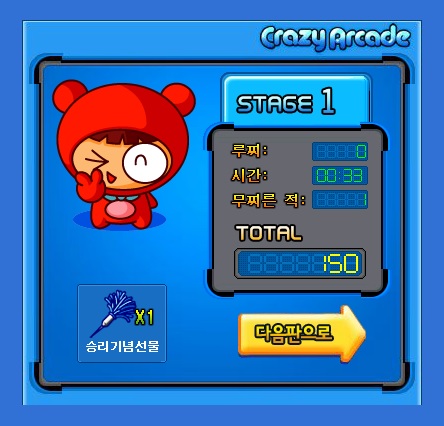 Crazy Arcade
STAGE 1
루찌: 0
시간: 00:33
무찌른 적: 1
TOTAL
150
X1
승리기념선물
다음판으로